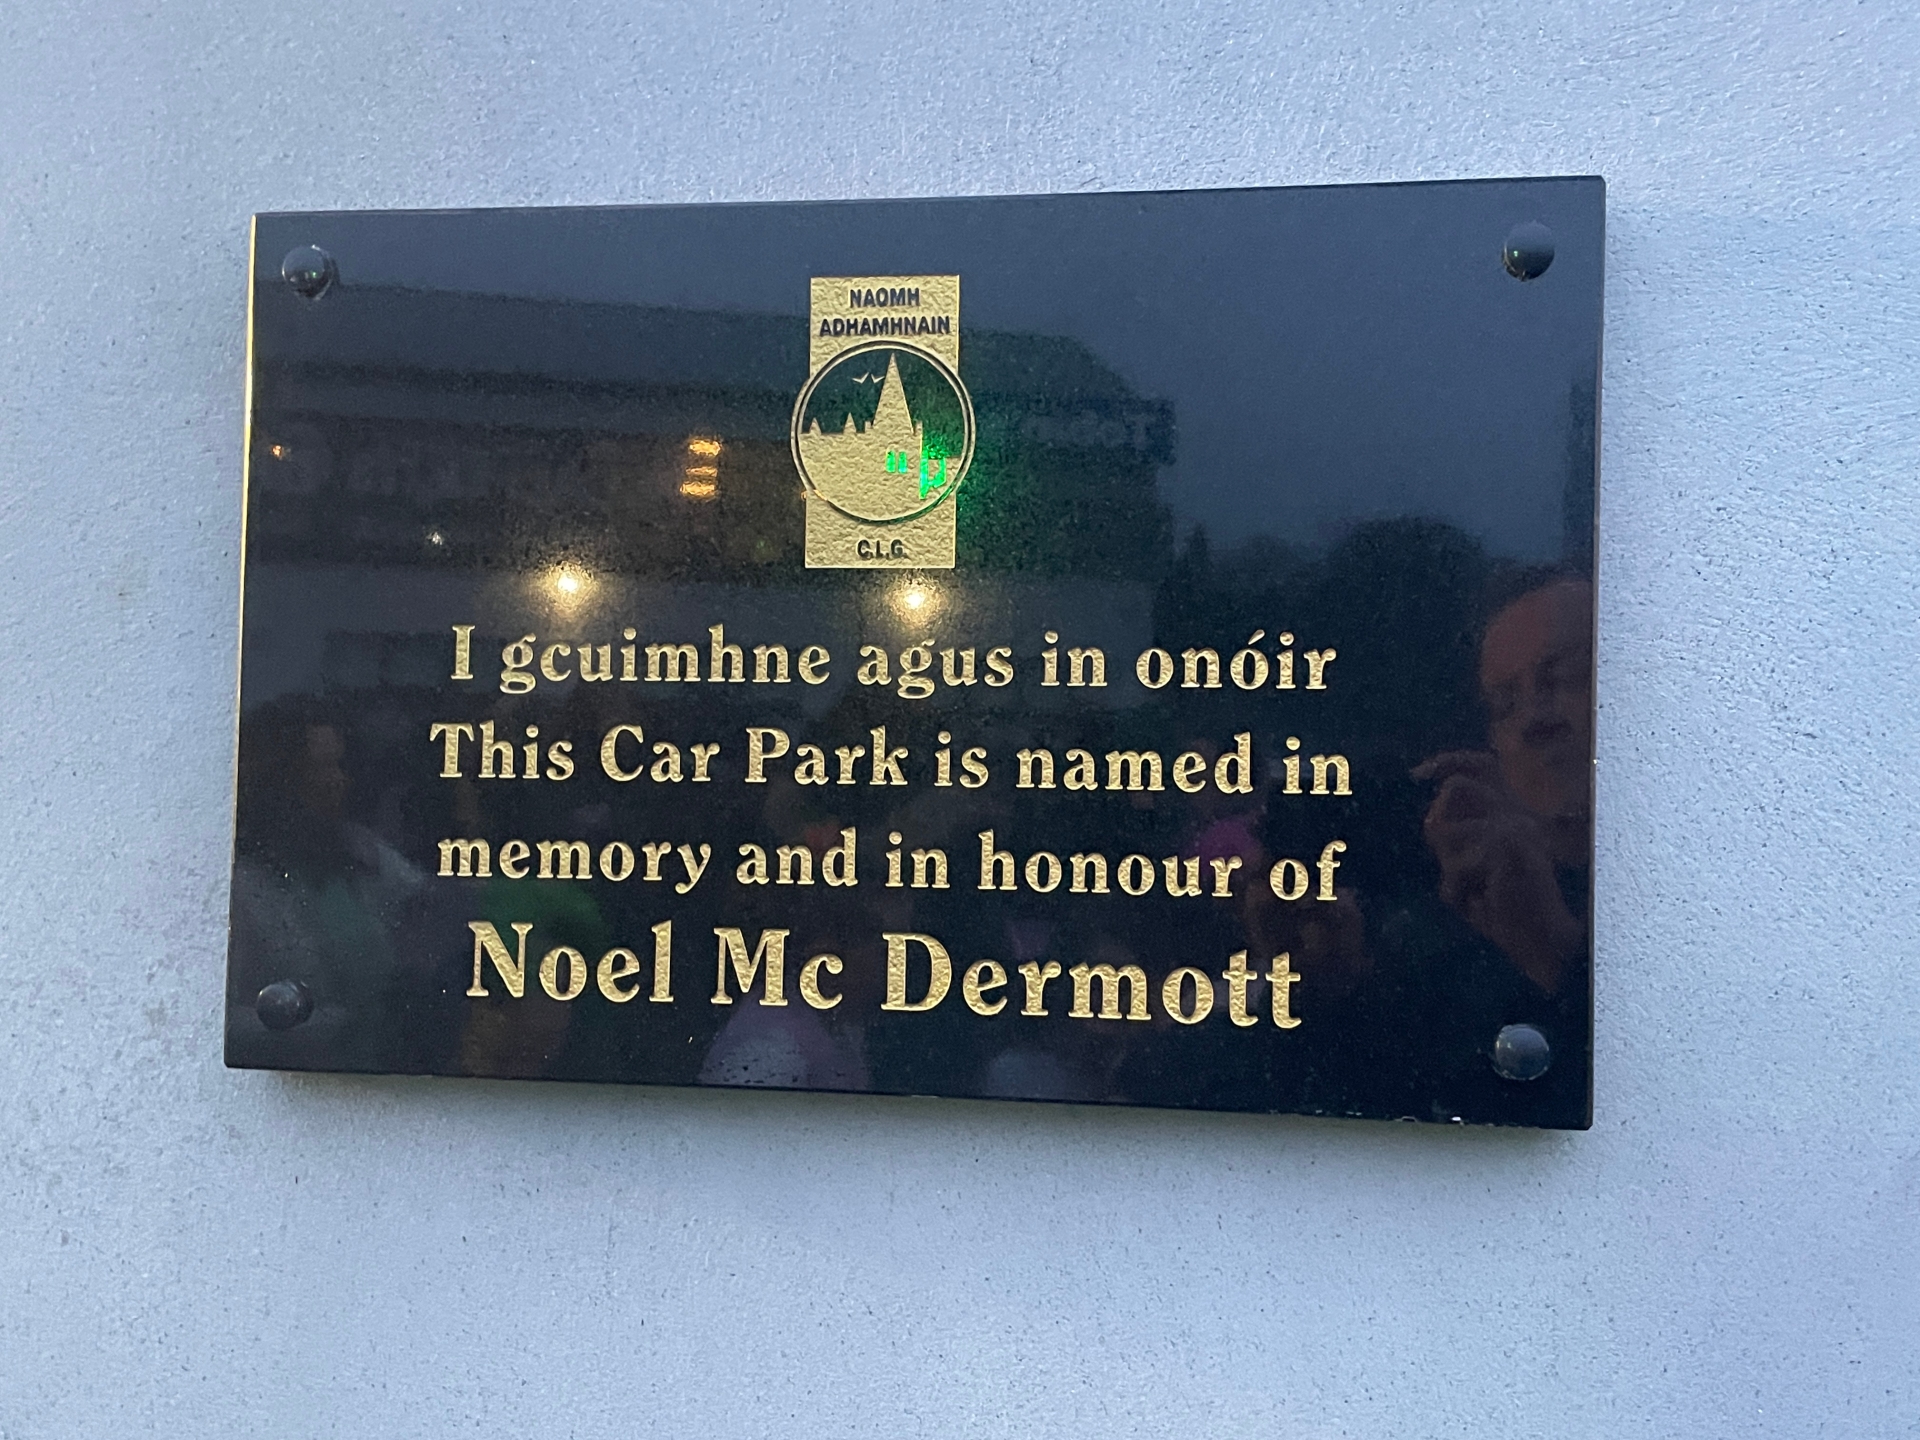 NAOMH
ADHAMHNAIN
C.L.G.
I gcuimhne agus in onóir
This Car Park is named in
memory and in honour of
Noel Mc Dermott